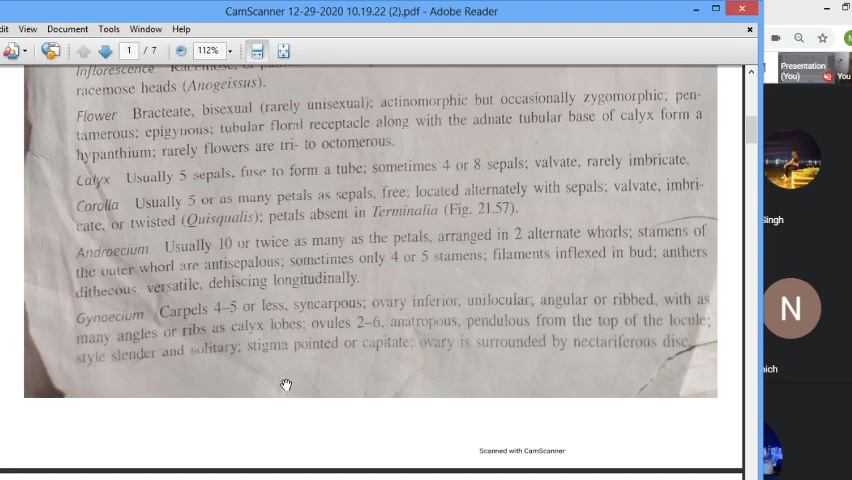 CamScanner 12-29-2020 10.19.22 (2).pdf - Adobe Reader
dit View Document Tools Window Help
1 / 7 112%
Inflorescence Racemose, or
racemose heads (Anogeissus).
Flower Bracteate, bisexual (rarely unisexual); actinomorphic but occasionally zygomorphic; pen-
tamerous; epigynous; tubular floral receptacle along with the adnate tubular base of calyx form a
hypanthium; rarely flowers are tri- to octomerous.
Calyx Usually 5 sepals, fuse to form a tube; sometimes 4 or 8 sepals; valvate, rarely imbricate.
Corolla Usually 5 or as many petals as sepals, free; located alternately with sepals; valvate, imbri-
cate, or twisted (Quisqualis); petals absent in Terminalia (Fig. 21.57).
Androecium Usually 10 or twice as many as the petals, arranged in 2 alternate whorls; stamens of
the outer whorl are antisepalous; sometimes only 4 or 5 stamens; filaments inflexed in bud; anthers
dithecous versatile, dehiscing longitudinally.
Gynoecium Carpels 4–5 or less, syncarpous; ovary inferior, unilocular, angular or ribbed, with as
many angles or ribs as calyx lobes; ovules 2–6, anatropous, pendulous from the top of the locule;
style slender and solitary; stigma pointed or capitate; ovary is surrounded by nectariferous disc.
Scanned with CamScanner
Presentation
(You)
You
Singh
N
hich